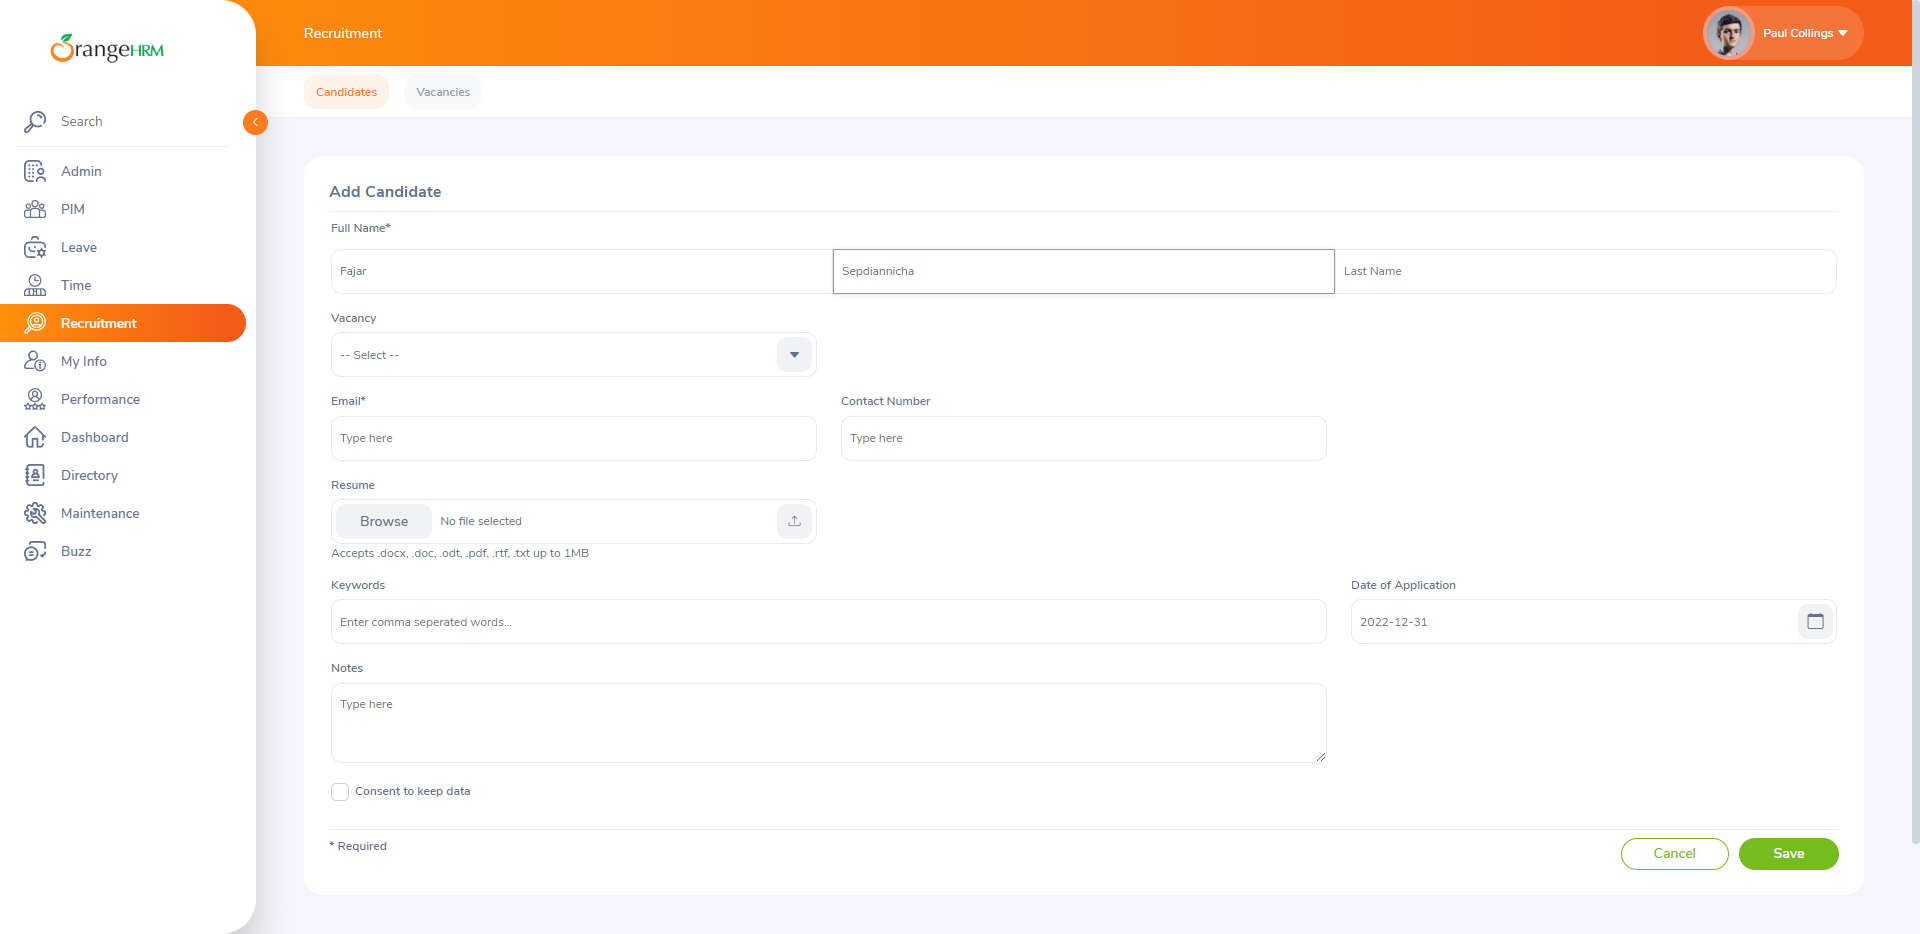 OrangeHRM
Recruitment
Paul Collings
Candidates
Vacancies
Search
Admin
PIM
Leave
Time
Recruitment
My Info
Performance
Dashboard
Directory
Maintenance
Buzz
Add Candidate
Full Name*
Fajar
Sepdiannicha
Last Name
Vacancy
-- Select --
Email*
Contact Number
Type here
Type here
Resume
Browse
No file selected
Accepts .docx, .doc, .odt, .pdf, .rtf, .txt up to 1MB
Keywords
Date of Application
Enter comma seperated words...
2022-12-31
Notes
Type here
Consent to keep data
* Required
Cancel
Save